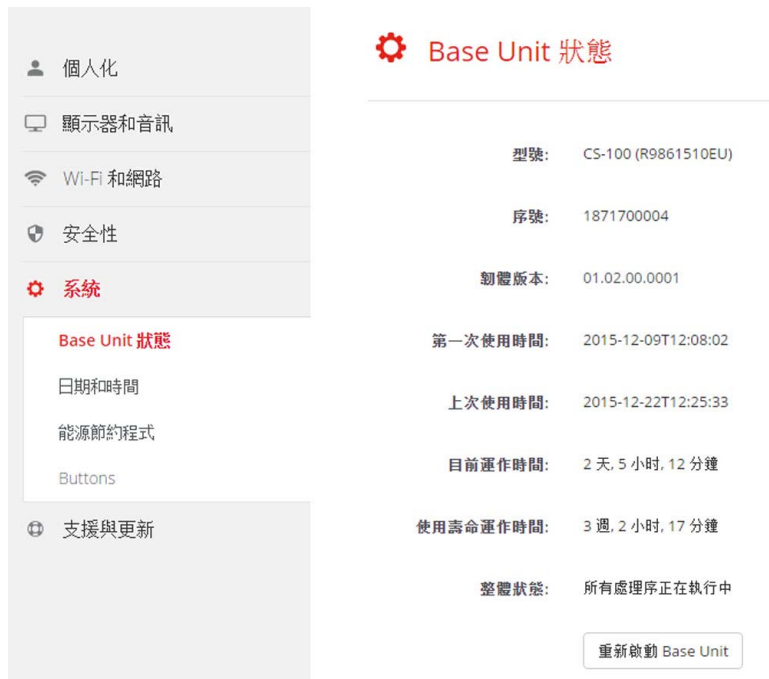 個人化
顯示器和音訊
Wi-Fi 和網路
安全性
系統
Base Unit 狀態
日期和時間
能源節約程式
Buttons
支援與更新
Base Unit 狀態
型號: CS-100 (R9861510EU)
序號: 1871700004
韌體版本: 01.02.00.0001
第一次使用時間: 2015-12-09T12:08:02
上次使用時間: 2015-12-22T12:25:33
目前運作時間: 2 天, 5 小时, 12 分鐘
使用壽命運作時間: 3 週, 2 小时, 17 分鐘
整體狀態: 所有處理序正在執行中
重新啟動 Base Unit